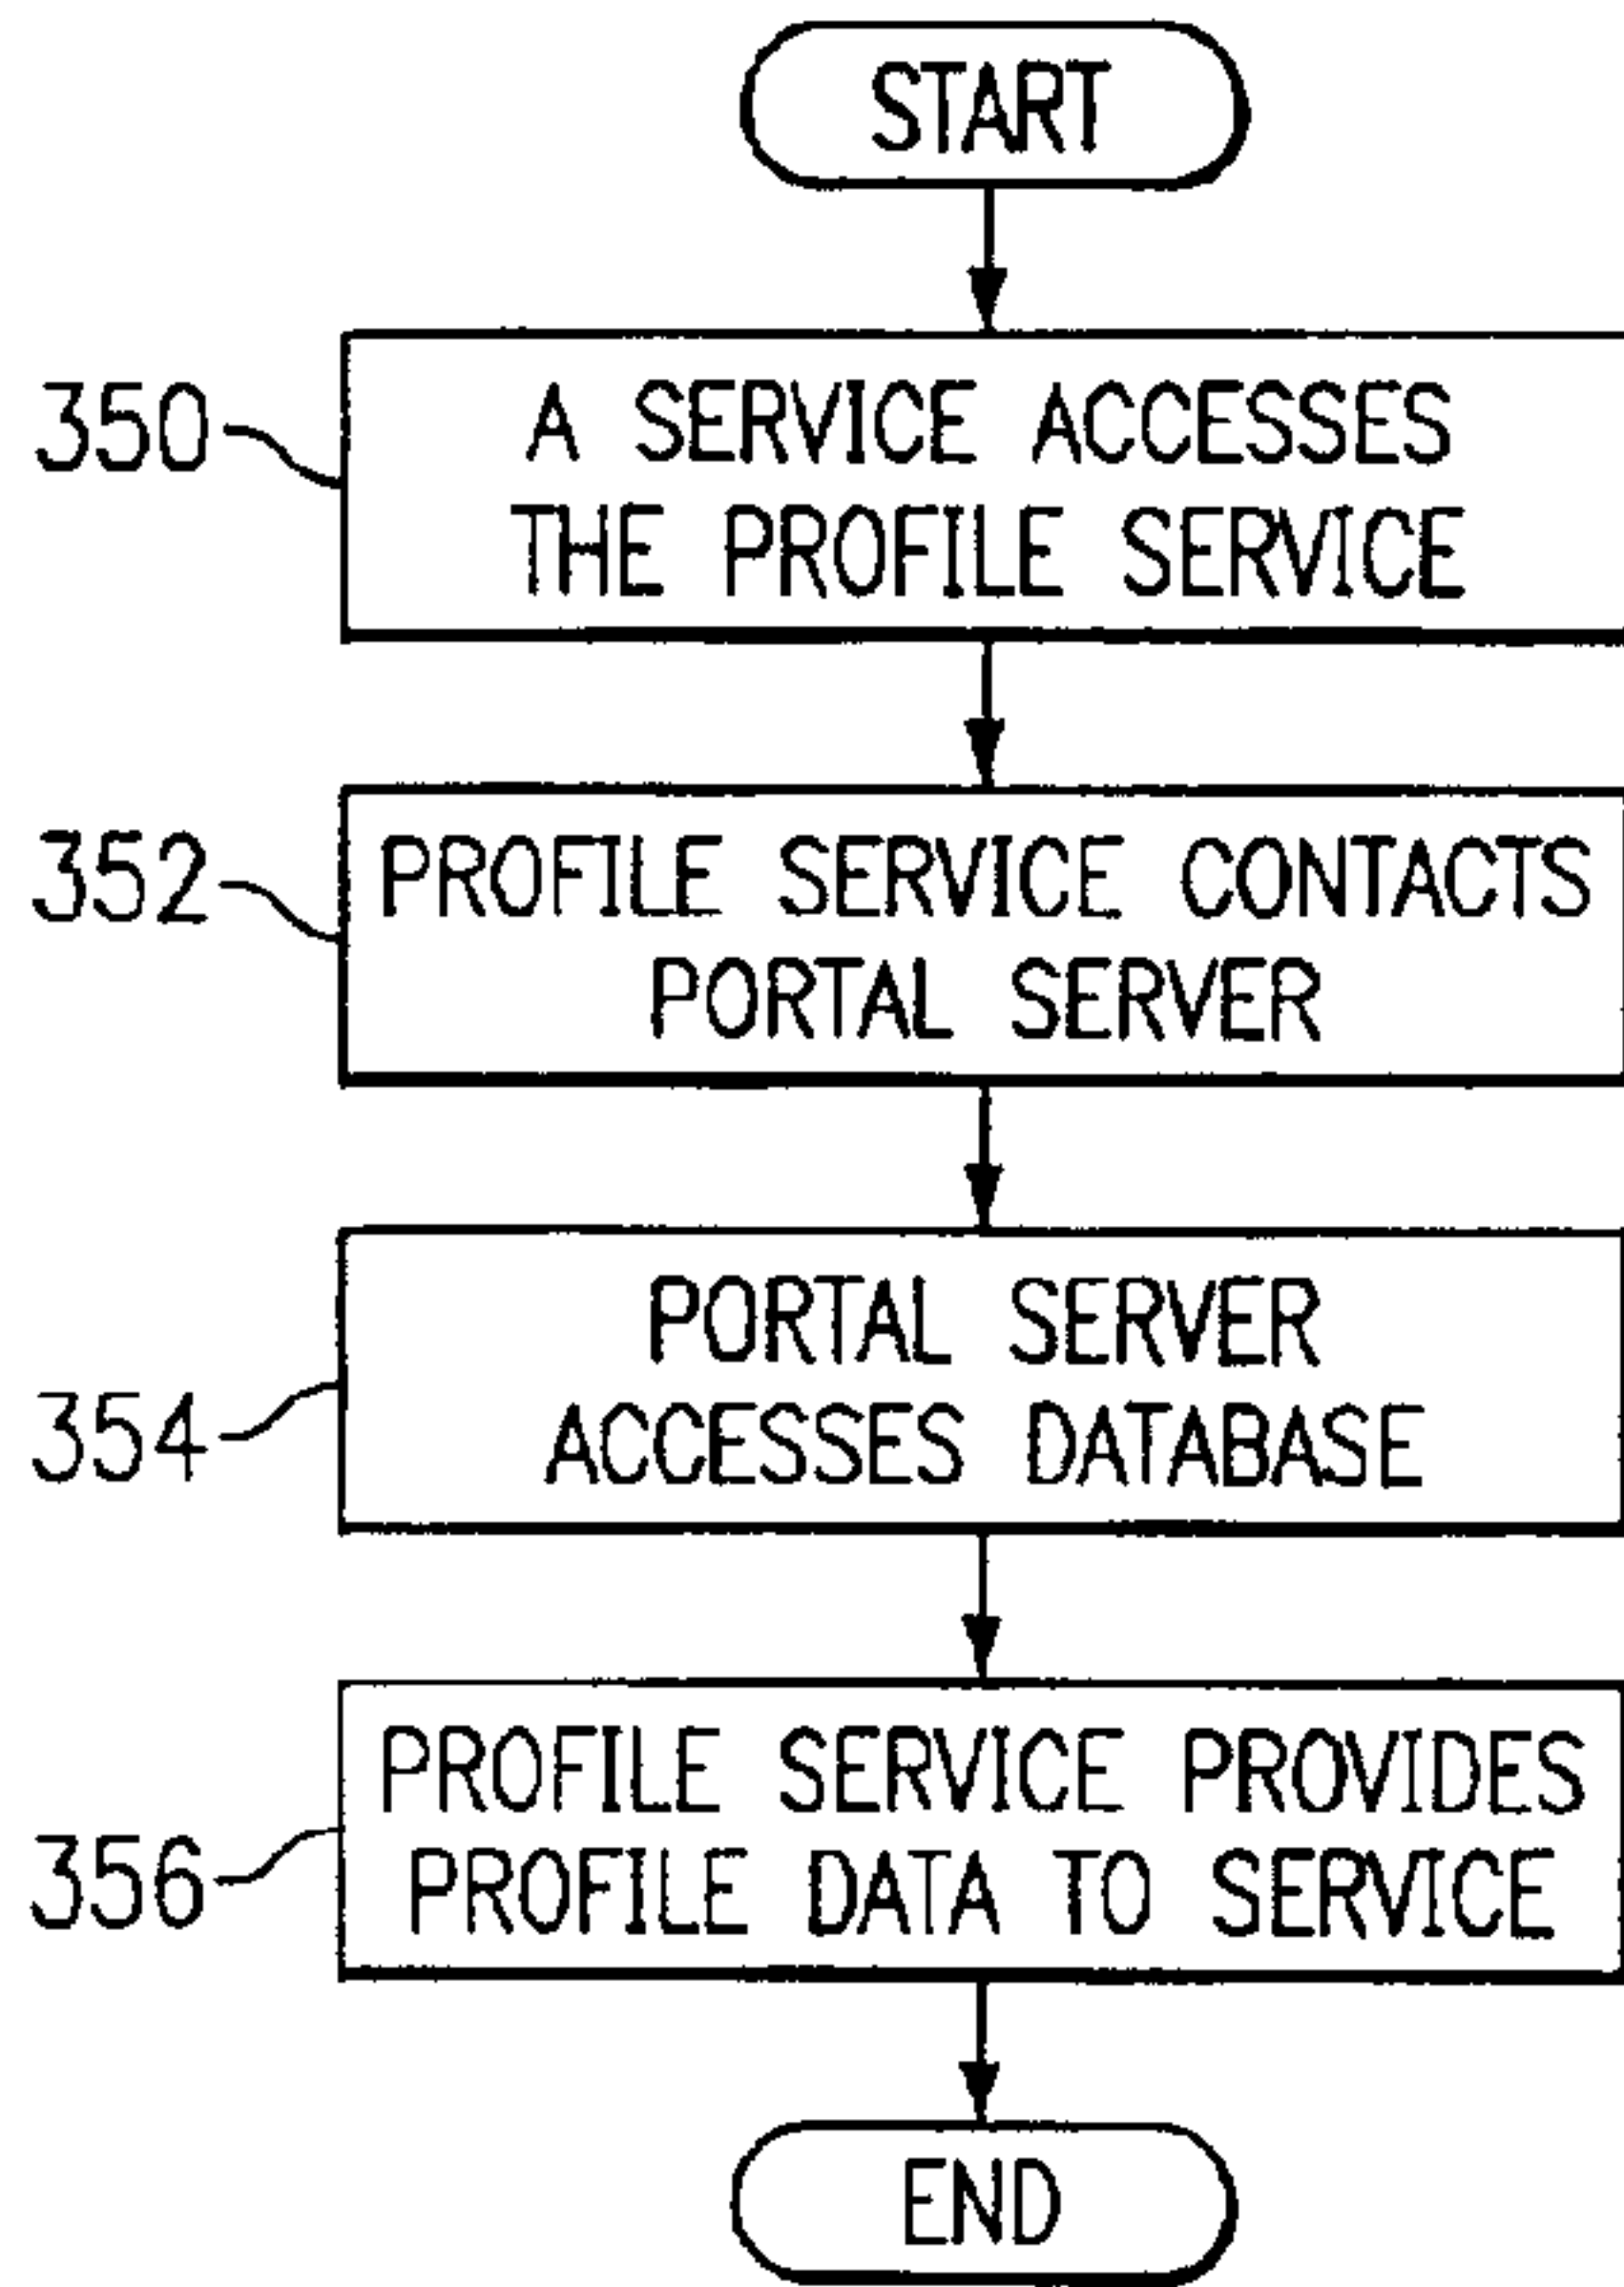 START
350
A SERVICE ACCESSES
THE PROFILE SERVICE
352
PROFILE SERVICE CONTACTS
PORTAL SERVER
354
PORTAL SERVER
ACCESSES DATABASE
356
PROFILE SERVICE PROVIDES
PROFILE DATA TO SERVICE
END